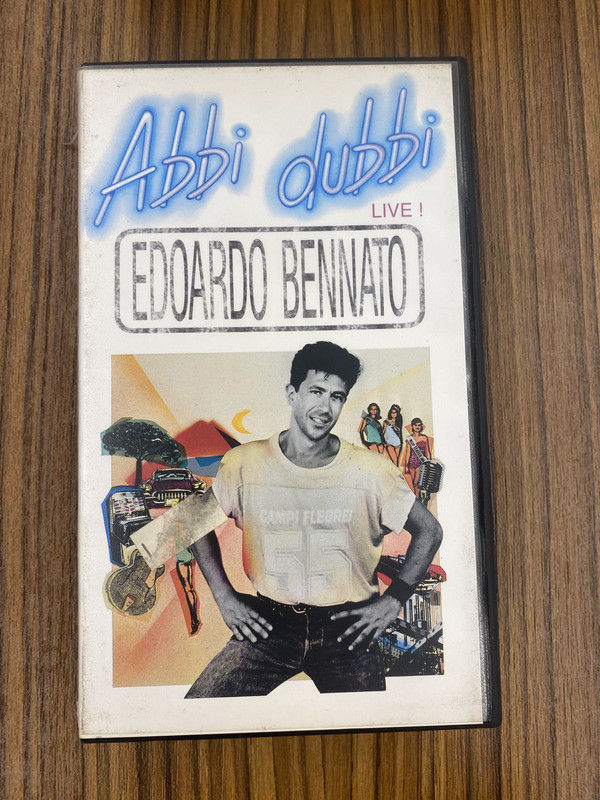 Abbi dubbi
LIVE !
EDOARDO BENNATO
CAMPI FLEGREI
55